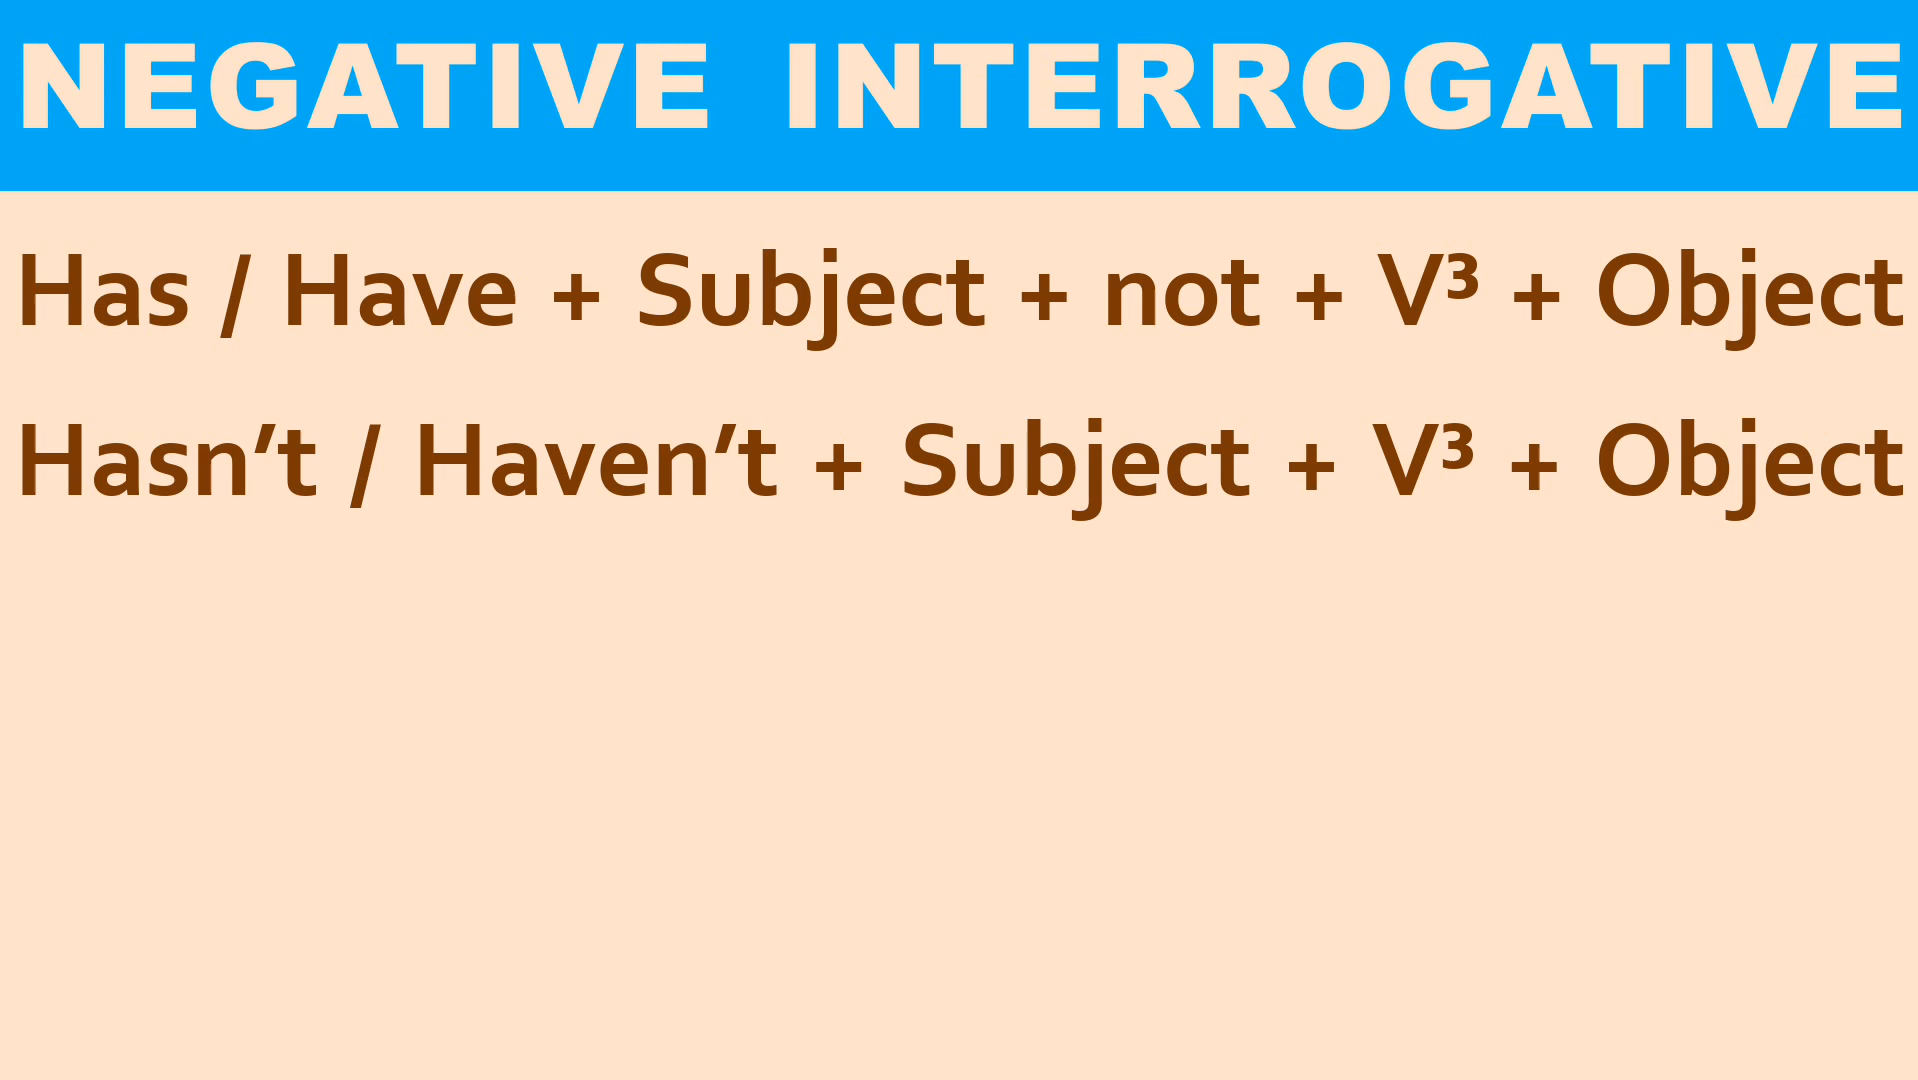 NEGATIVE INTERROGATIVE
Has / Have + Subject + not + V³ + Object
Hasn’t / Haven’t + Subject + V³ + Object